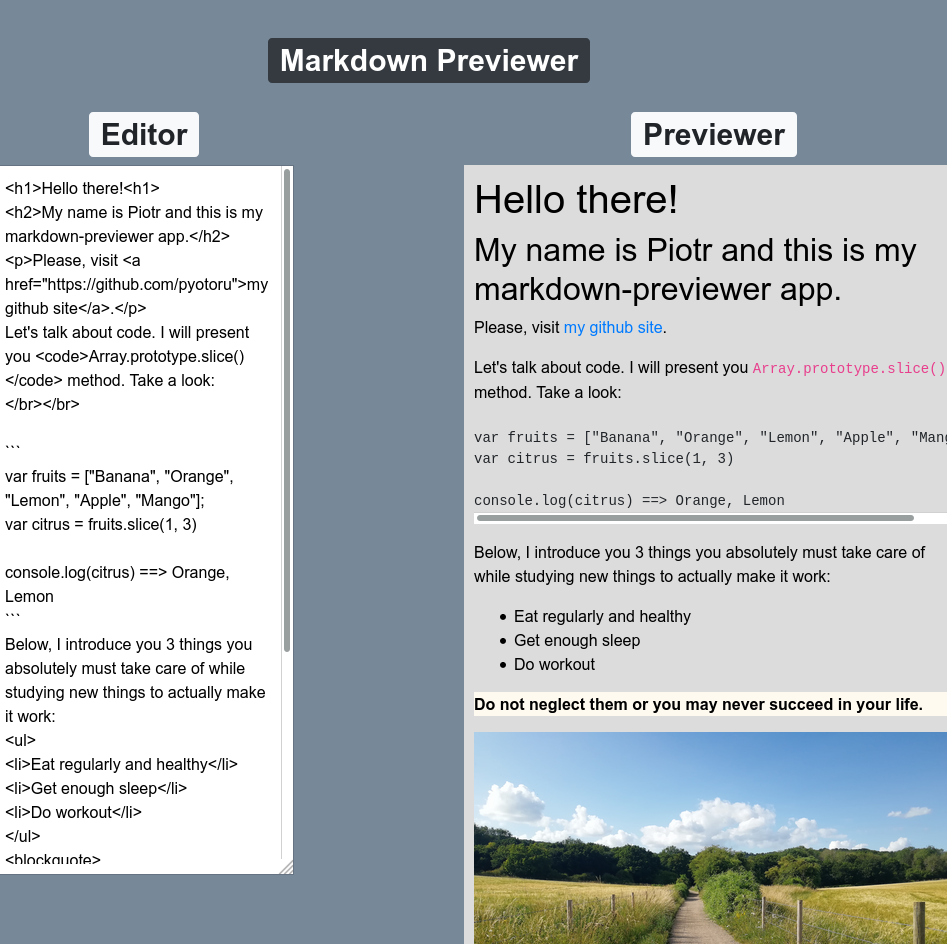 Markdown Previewer
Editor
<h1>Hello there!<h1>
<h2>My name is Piotr and this is my
markdown-previewer app.</h2>
<p>Please, visit <a
href="https://github.com/pyotoru">my
github site</a>.</p>
Let's talk about code. I will present
you <code>Array.prototype.slice()
</code> method. Take a look:
</br></br>
```
var fruits = ["Banana", "Orange",
"Lemon", "Apple", "Mango"];
var citrus = fruits.slice(1, 3)
console.log(citrus) ==> Orange,
Lemon
```
Below, I introduce you 3 things you
absolutely must take care of while
studying new things to actually make
it work:
<ul>
<li>Eat regularly and healthy</li>
<li>Get enough sleep</li>
<li>Do workout</li>
</ul>
<blockquote>
Previewer
Hello there!
My name is Piotr and this is my
markdown-previewer app.
Please, visit my github site.
Let's talk about code. I will present you Array.prototype.slice()
method. Take a look:
var fruits = ["Banana", "Orange", "Lemon", "Apple", "Mang
var citrus = fruits.slice(1, 3)
console.log(citrus) ==> Orange, Lemon
Below, I introduce you 3 things you absolutely must take care of
while studying new things to actually make it work:
• Eat regularly and healthy
• Get enough sleep
• Do workout
Do not neglect them or you may never succeed in your life.